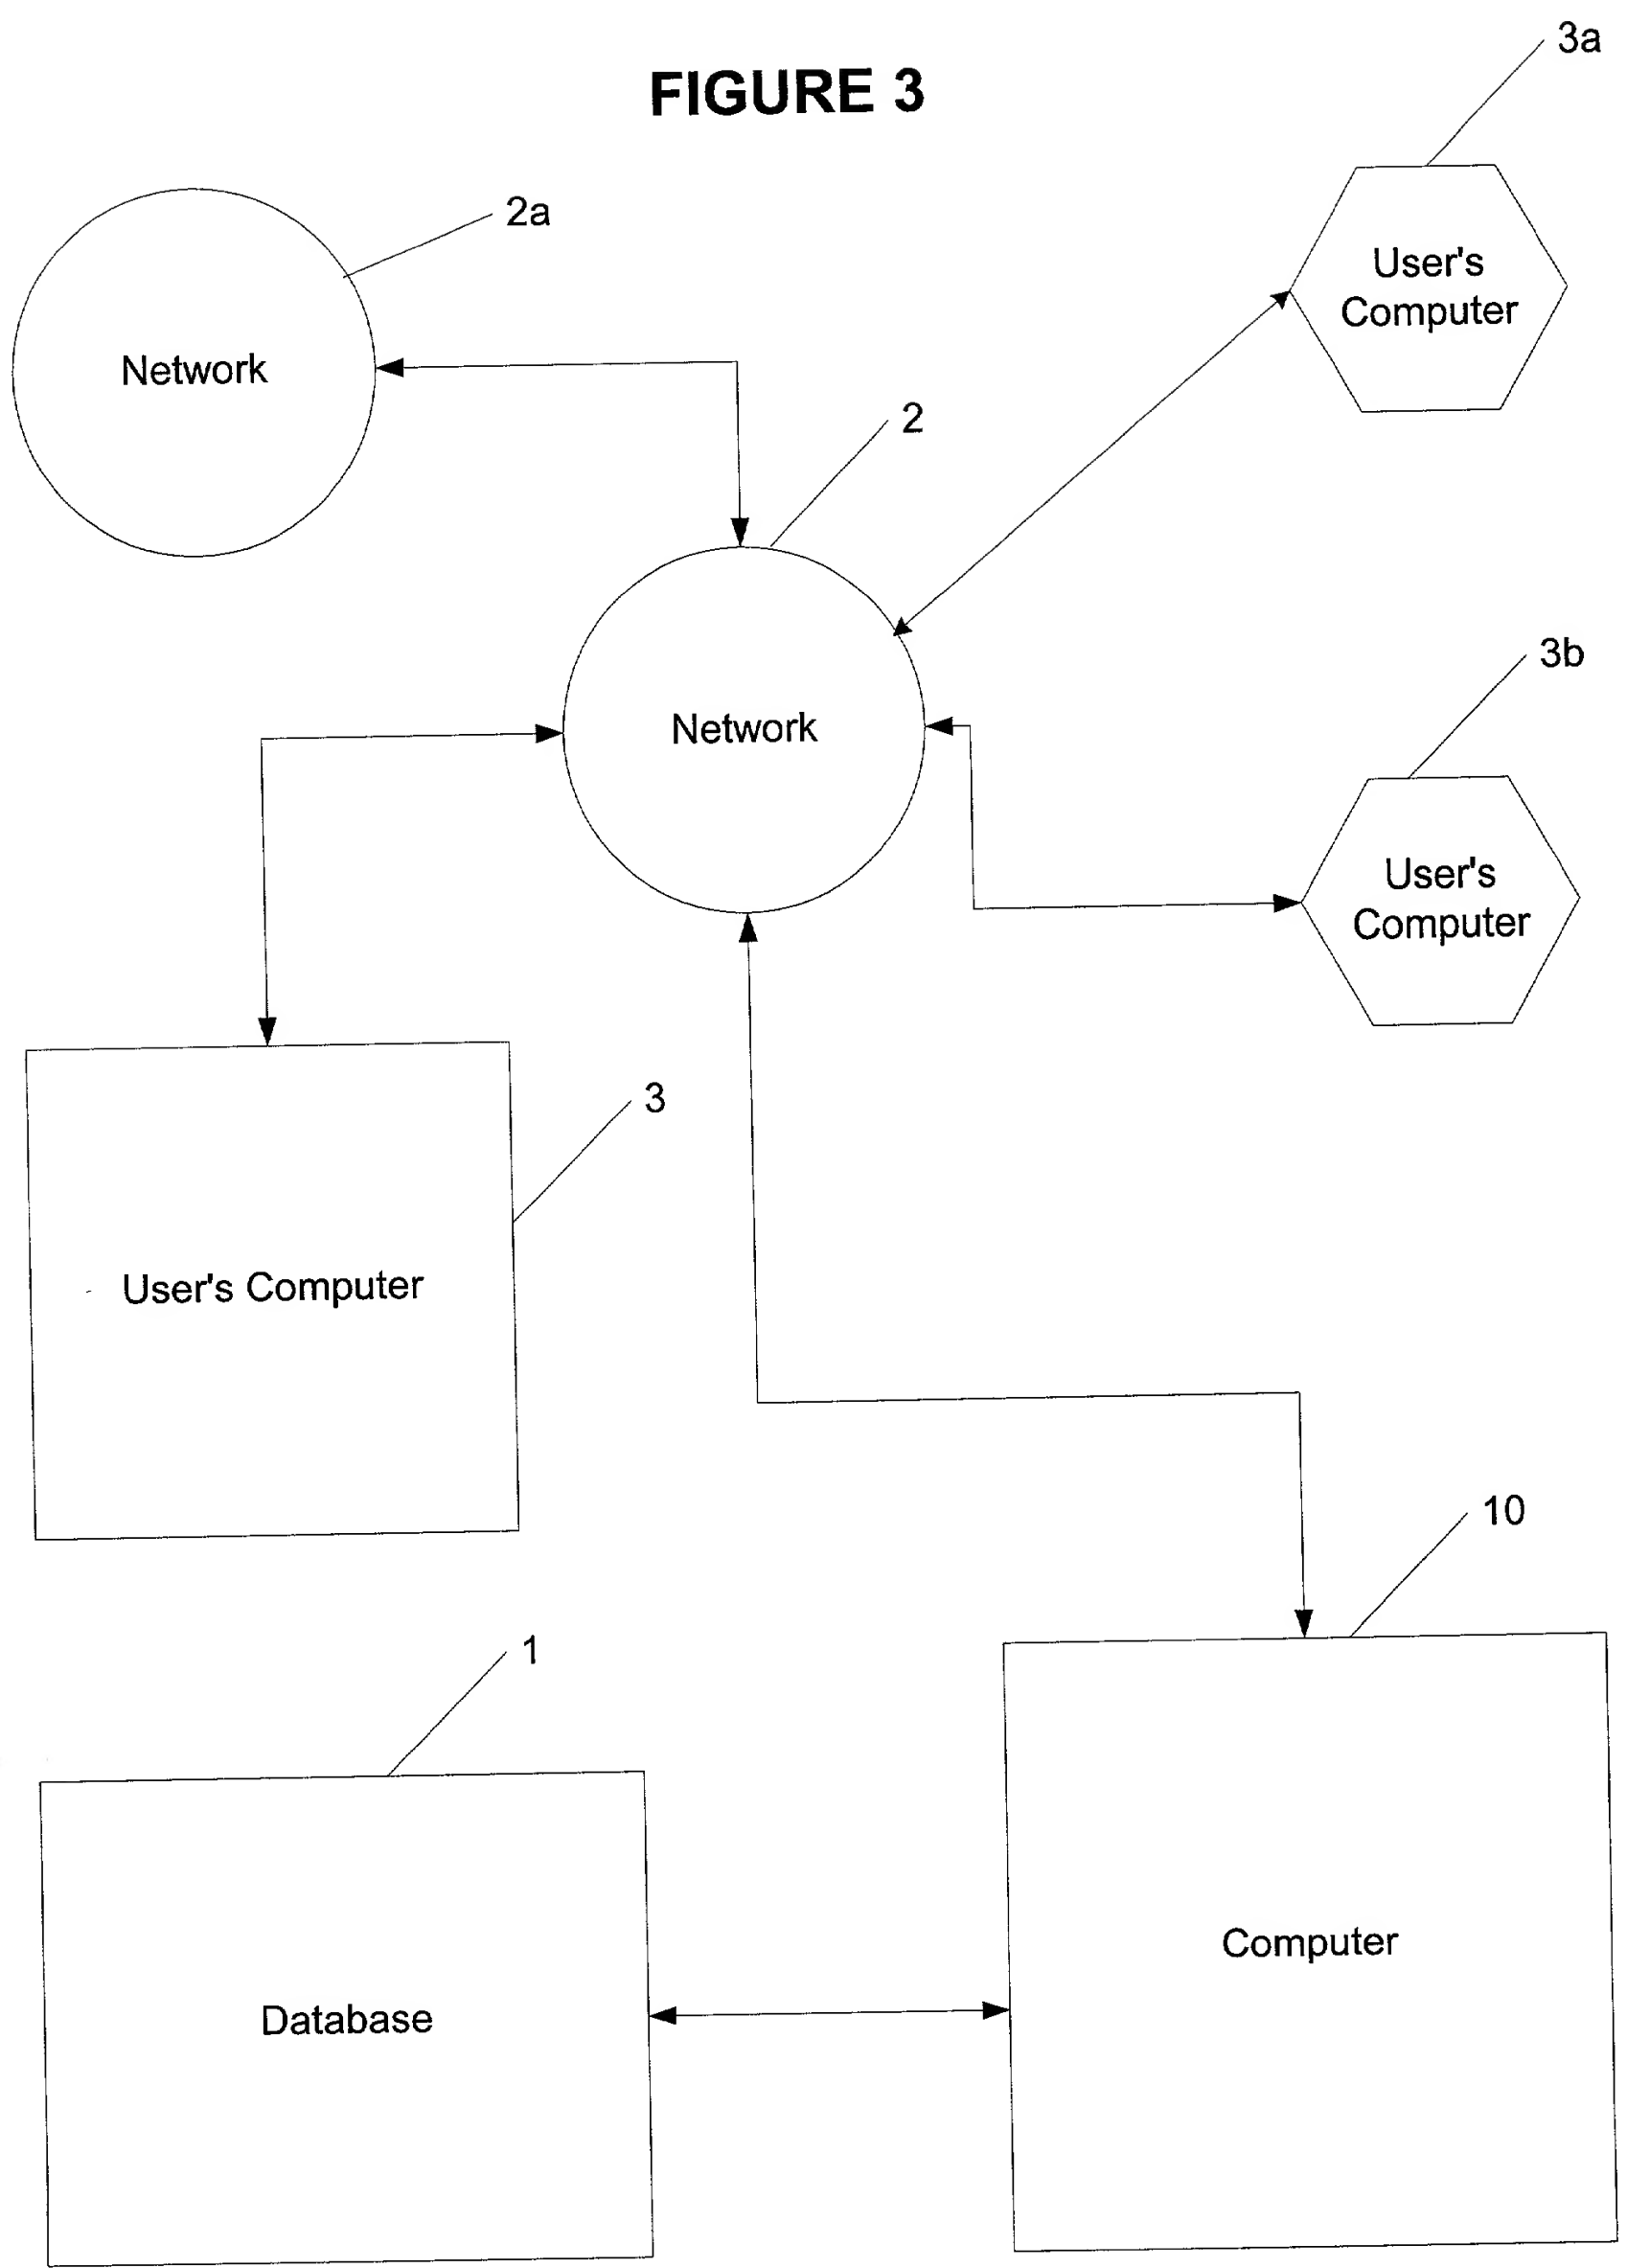 FIGURE 3
3a
User's
Computer
2a
Network
2
Network
3b
User's
Computer
3
User's Computer
10
Computer
1
Database